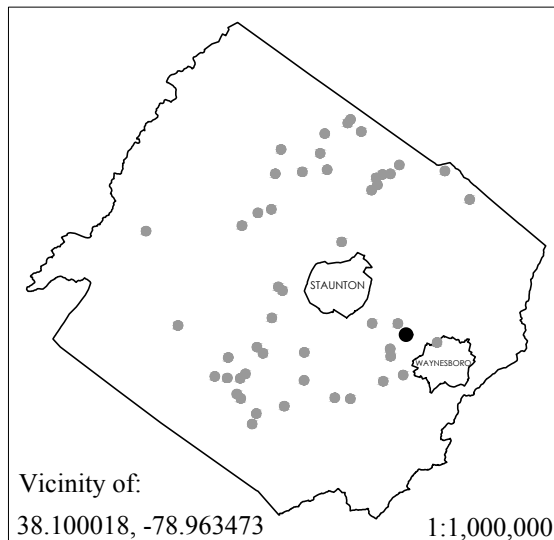 STAUNTON
WAYNESBORO
Vicinity of:
38.100018, -78.963473
1:1,000,000